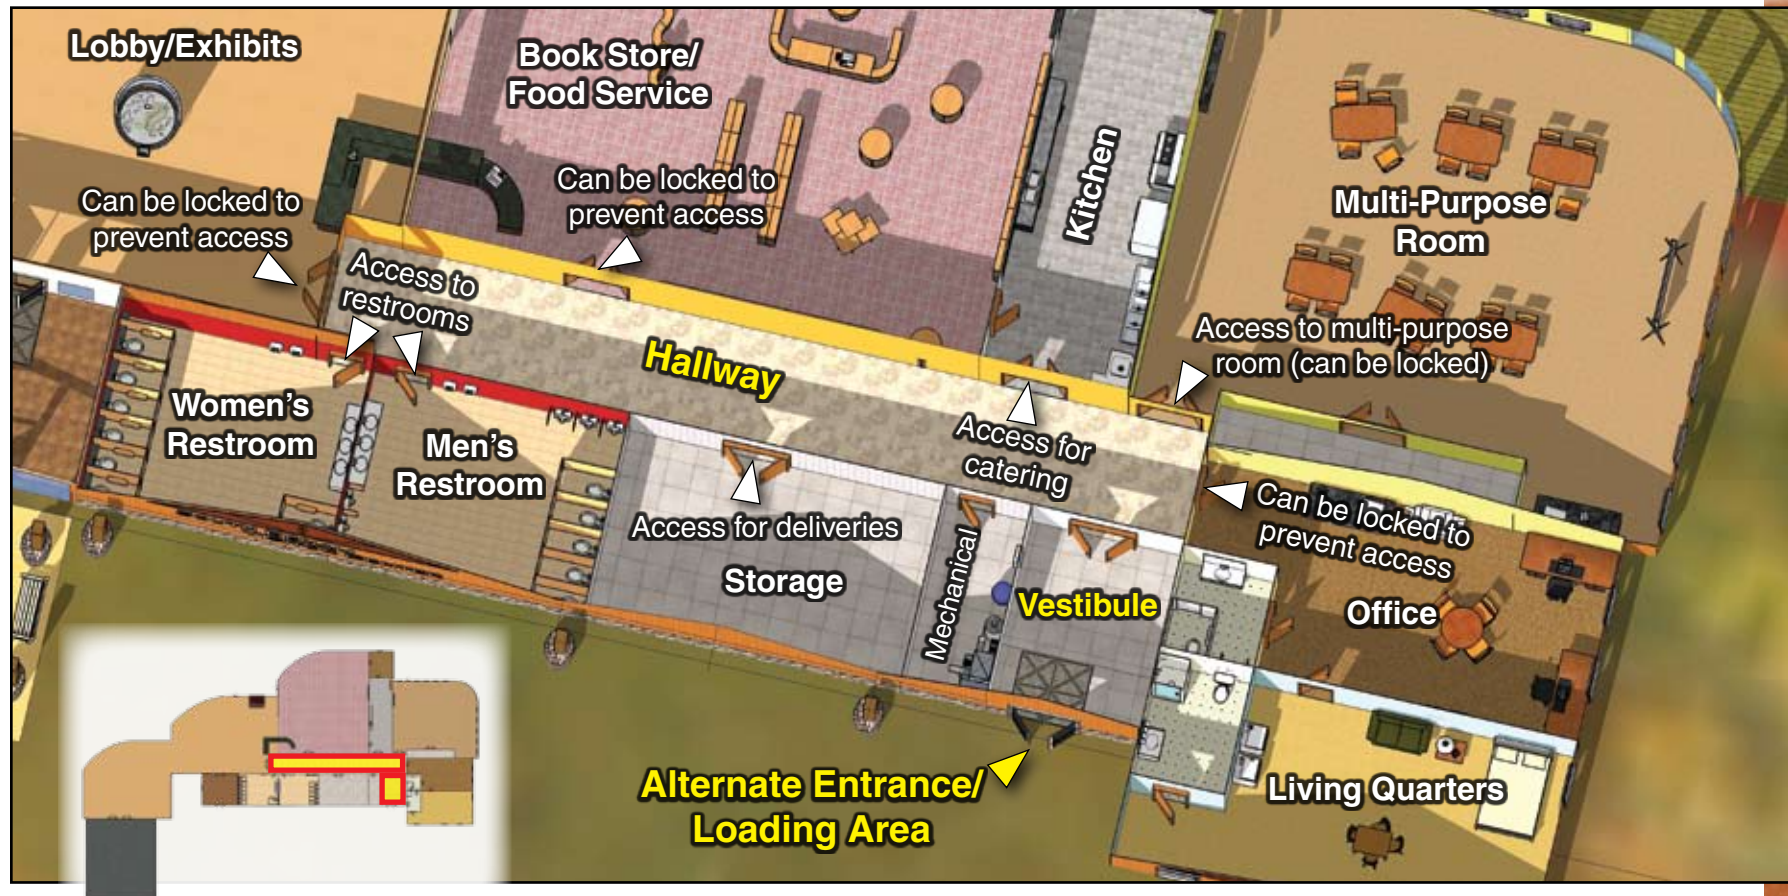 Lobby/Exhibits
Book Store/
Food Service
Kitchen
Multi-Purpose
Room
Can be locked to
prevent access
Can be locked to
prevent access
Access to
restrooms
Access to multi-purpose
room (can be locked)
Hallway
Women's
Restroom
Men's
Restroom
Access for
catering
Can be locked to
prevent access
Access for deliveries
Storage
Mechanical
Vestibule
Office
Alternate Entrance/
Loading Area
Living Quarters